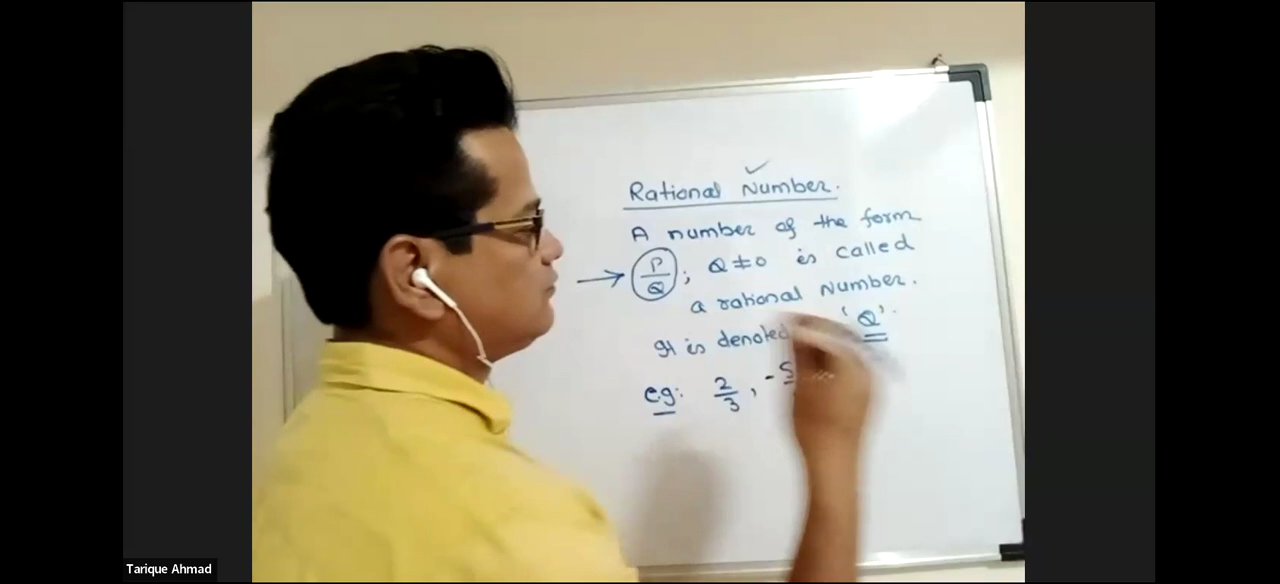 Rational Number.
A number of the form
P/Q ; Q ≠ 0 is called
a rational Number.
It is denoted 'Q'.
e.g: 2/3 , -5
Tarique Ahmad